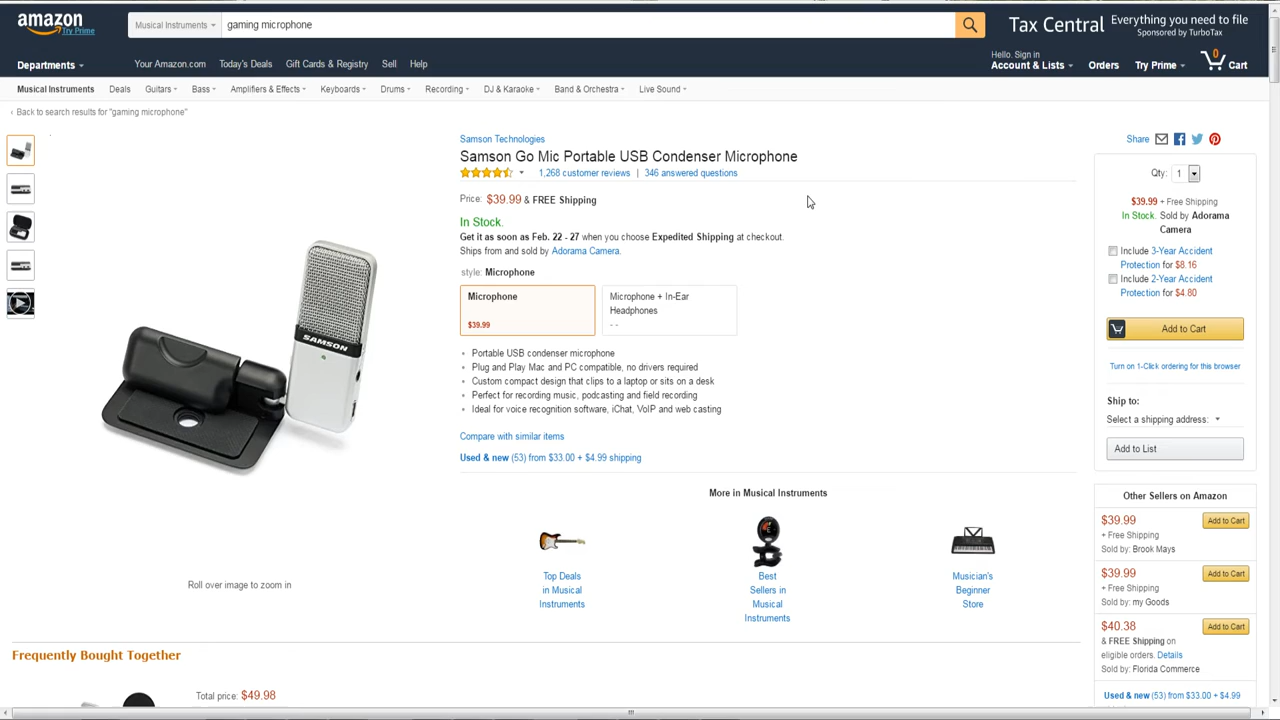 amazon
Try Prime
Musical Instruments
gaming microphone
Tax Central
Everything you need to file
Sponsored by TurboTax
Departments
Your Amazon.com
Today's Deals
Gift Cards & Registry
Sell
Help
Hello. Sign in
Account & Lists
Orders
Try Prime
0
Cart
Musical Instruments
Deals
Guitars
Bass
Amplifiers & Effects
Keyboards
Drums
Recording
DJ & Karaoke
Band & Orchestra
Live Sound
‹ Back to search results for "gaming microphone"
SAMSON
Roll over image to zoom in
Samson Technologies
Samson Go Mic Portable USB Condenser Microphone
1,268 customer reviews | 346 answered questions
Price: $39.99 & FREE Shipping
In Stock.
Get it as soon as Feb. 22 - 27 when you choose Expedited Shipping at checkout.
Ships from and sold by Adorama Camera.
style: Microphone
Microphone
$39.99
Microphone + In-Ear
Headphones
- -
• Portable USB condenser microphone
• Plug and Play Mac and PC compatible, no drivers required
• Custom compact design that clips to a laptop or sits on a desk
• Perfect for recording music, podcasting and field recording
• Ideal for voice recognition software, iChat, VoIP and web casting
Compare with similar items
Used & new (53) from $33.00 + $4.99 shipping
More in Musical Instruments
Top Deals
in Musical
Instruments
Best
Sellers in
Musical
Instruments
Musician's
Beginner
Store
Share
Qty: 1
$39.99 + Free Shipping
In Stock. Sold by Adorama
Camera
Include 3-Year Accident
Protection for $8.16
Include 2-Year Accident
Protection for $4.80
Add to Cart
Turn on 1-Click ordering for this browser
Ship to:
Select a shipping address:
Add to List
Other Sellers on Amazon
$39.99
Add to Cart
+ Free Shipping
Sold by: Brook Mays
$39.99
Add to Cart
+ Free Shipping
Sold by: my Goods
$40.38
Add to Cart
& FREE Shipping on
eligible orders. Details
Sold by: Florida Commerce
Used & new (53) from $33.00 + $4.99
Frequently Bought Together
Total price: $49.98